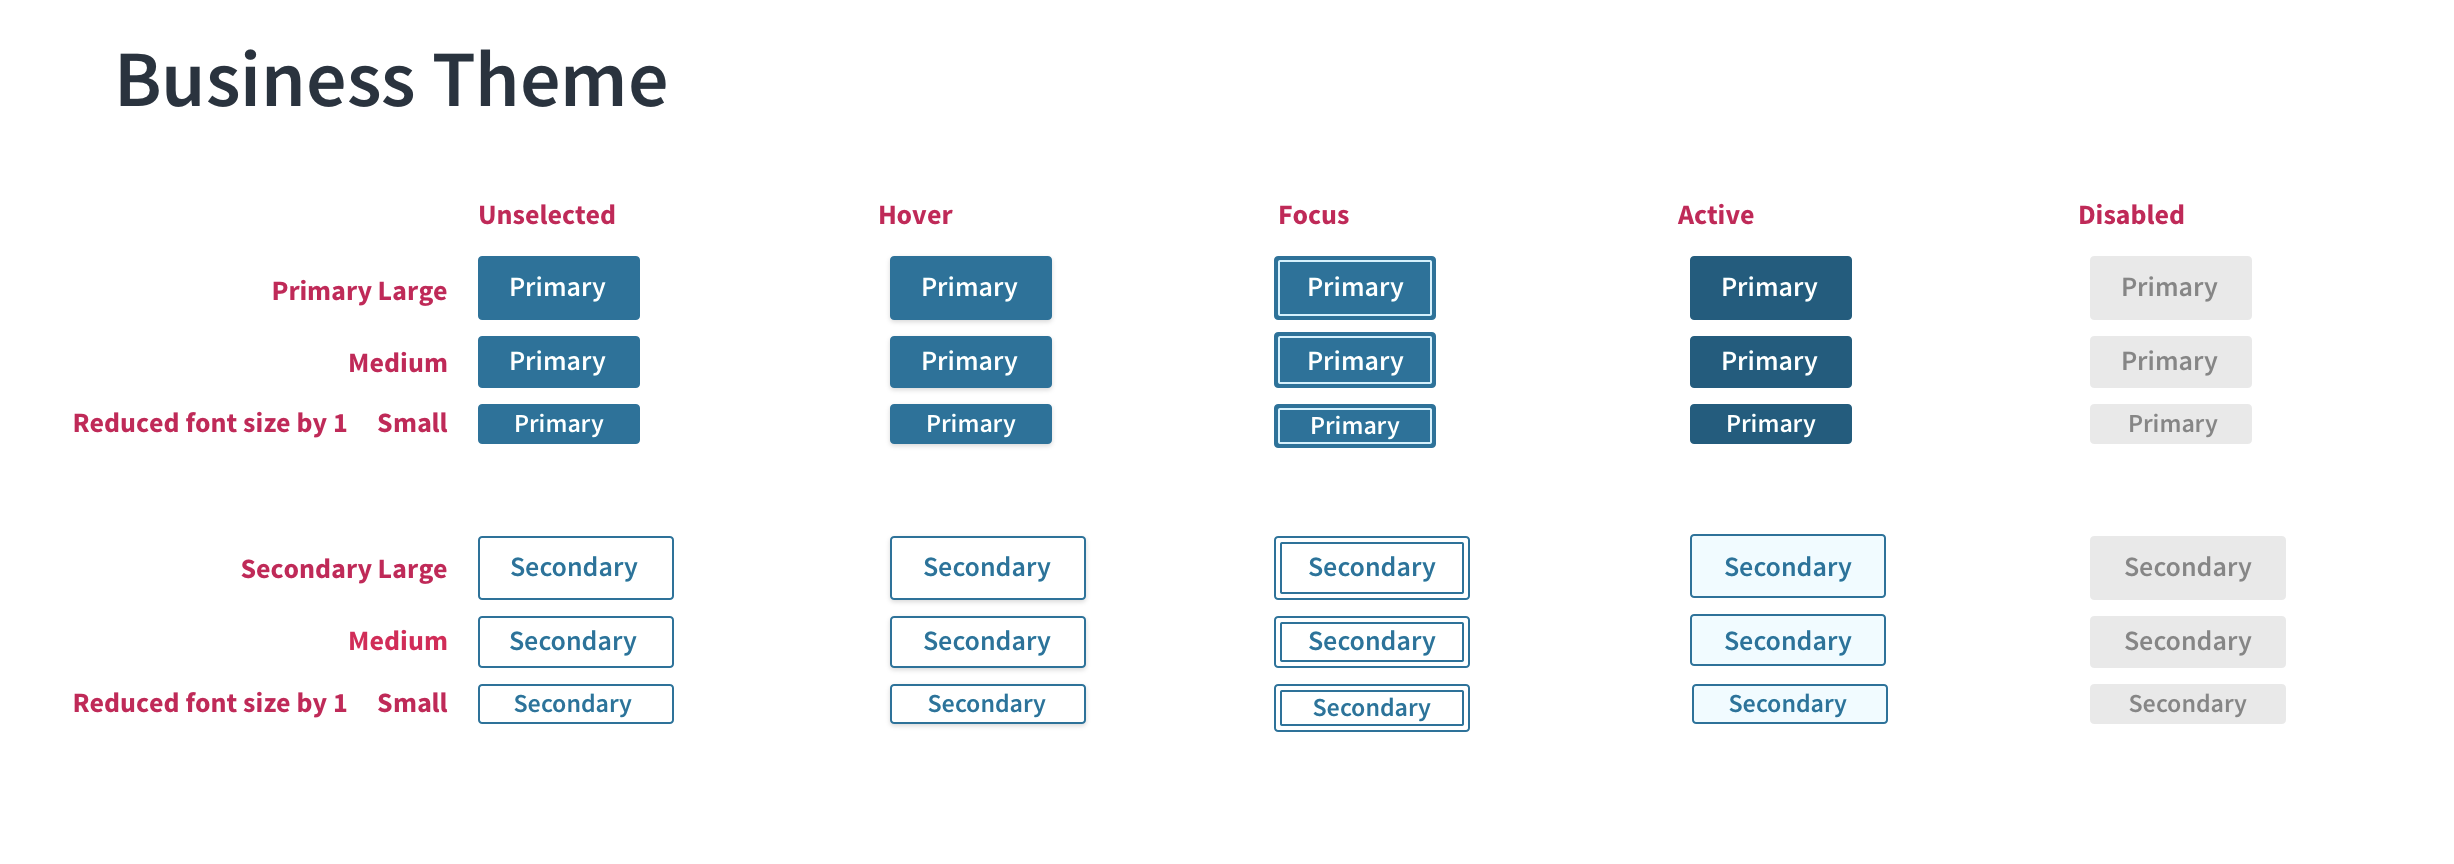 Business Theme
Unselected Hover Focus Active Disabled
Primary Large Primary Primary Primary Primary Primary
Medium Primary Primary Primary Primary Primary
Reduced font size by 1 Small Primary Primary Primary Primary Primary
Secondary Large Secondary Secondary Secondary Secondary Secondary
Medium Secondary Secondary Secondary Secondary Secondary
Reduced font size by 1 Small Secondary Secondary Secondary Secondary Secondary